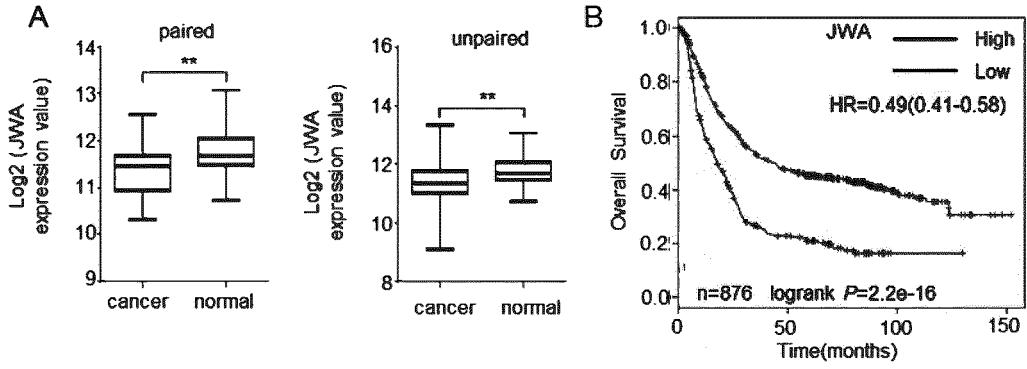 A
paired
**
Log2 (JWA
expression value)
14
13
12
11
10
9
cancer
normal
unpaired
**
Log2 (JWA
expression value)
16
14
12
10
8
cancer
normal
B
JWA
High
Low
HR=0.49(0.41-0.58)
Overall Survival
1.0
0.8
0.6
0.4
0.2
0.0
n=876 logrank P=2.2e-16
0 50 100 150
Time(months)